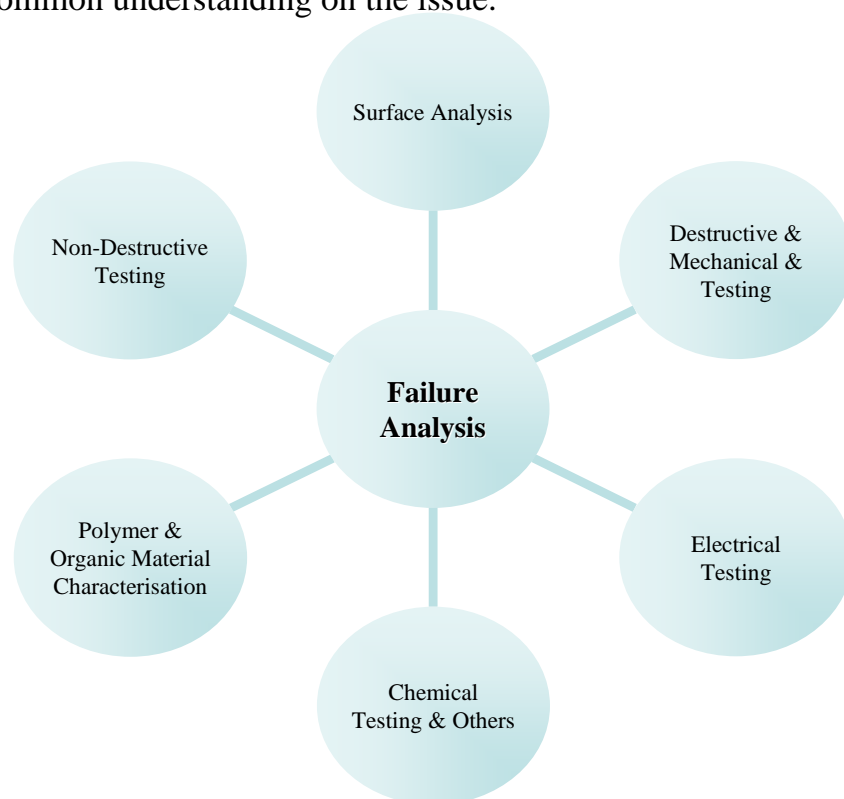 ommon understanding on the issue.
Surface Analysis
Non-Destructive
Testing
Destructive &
Mechanical &
Testing
Failure
Analysis
Polymer &
Organic Material
Characterisation
Electrical
Testing
Chemical
Testing & Others